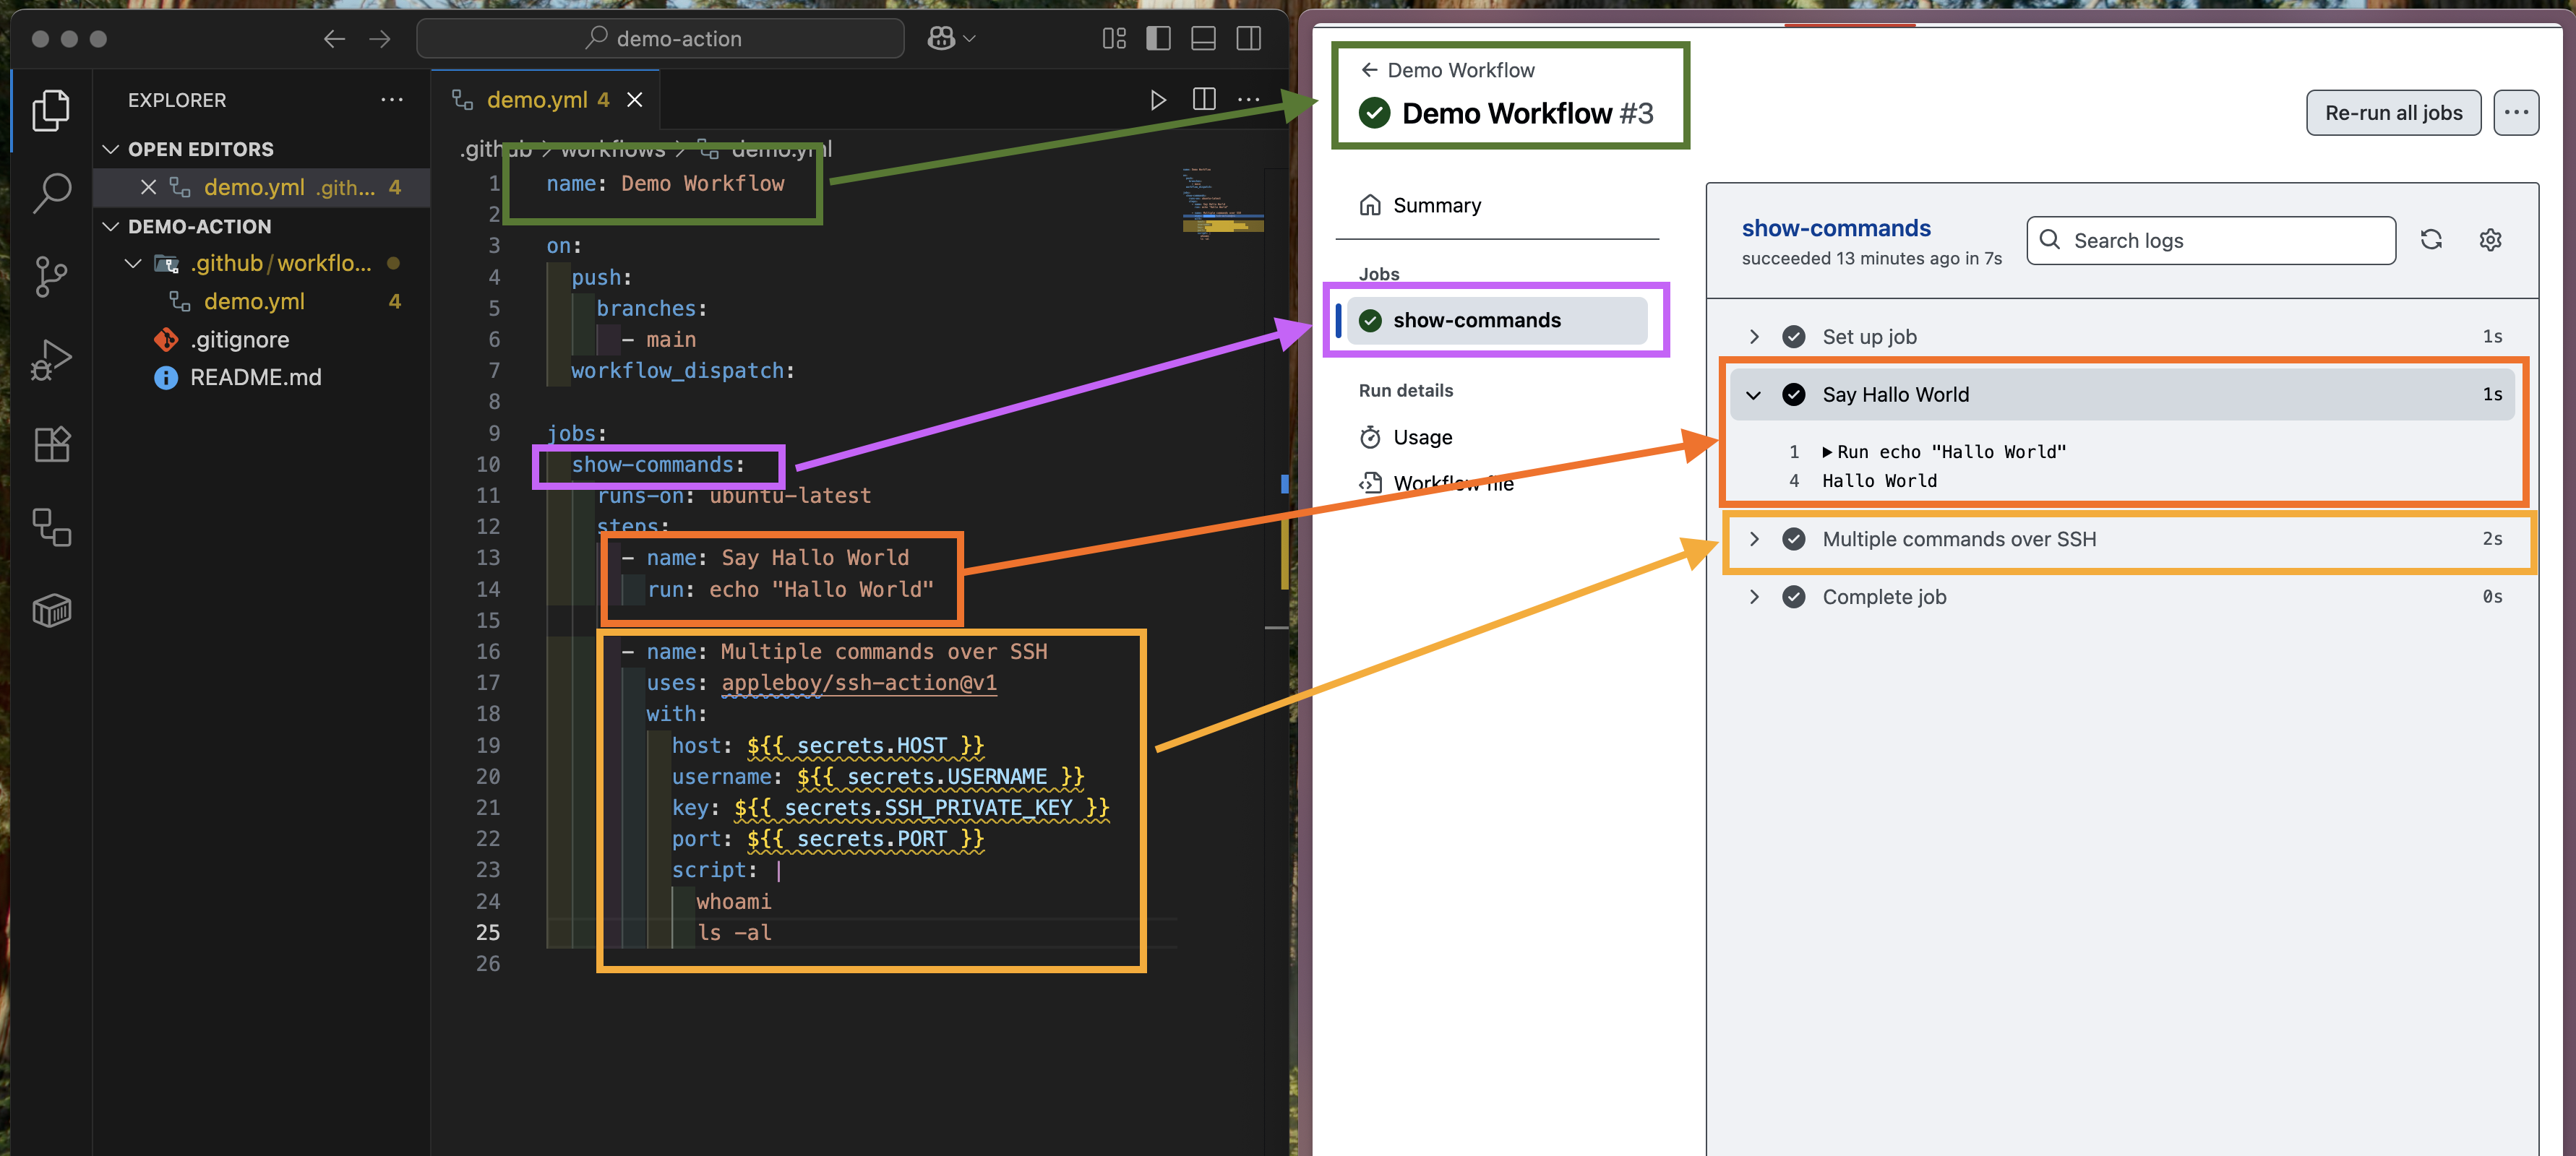 demo-action
EXPLORER
OPEN EDITORS
demo.yml .gith... 4
DEMO-ACTION
.github/workflo...
demo.yml 4
.gitignore
README.md
demo.yml 4
.github > workflows > demo.yml
1 name: Demo Workflow
2
3 on:
4 push:
5 branches:
6 - main
7 workflow_dispatch:
8
9 jobs:
10 show-commands:
11 runs-on: ubuntu-latest
12 steps:
13 - name: Say Hallo World
14 run: echo "Hallo World"
15
16 - name: Multiple commands over SSH
17 uses: appleboy/ssh-action@v1
18 with:
19 host: ${{ secrets.HOST }}
20 username: ${{ secrets.USERNAME }}
21 key: ${{ secrets.SSH_PRIVATE_KEY }}
22 port: ${{ secrets.PORT }}
23 script: |
24 whoami
25 ls -al
26
Demo Workflow
Demo Workflow #3
Re-run all jobs
Summary
Jobs
show-commands
Run details
Usage
Workflow file
show-commands
succeeded 13 minutes ago in 7s
Search logs
Set up job 1s
Say Hallo World 1s
1 Run echo "Hallo World"
4 Hallo World
Multiple commands over SSH 2s
Complete job 0s